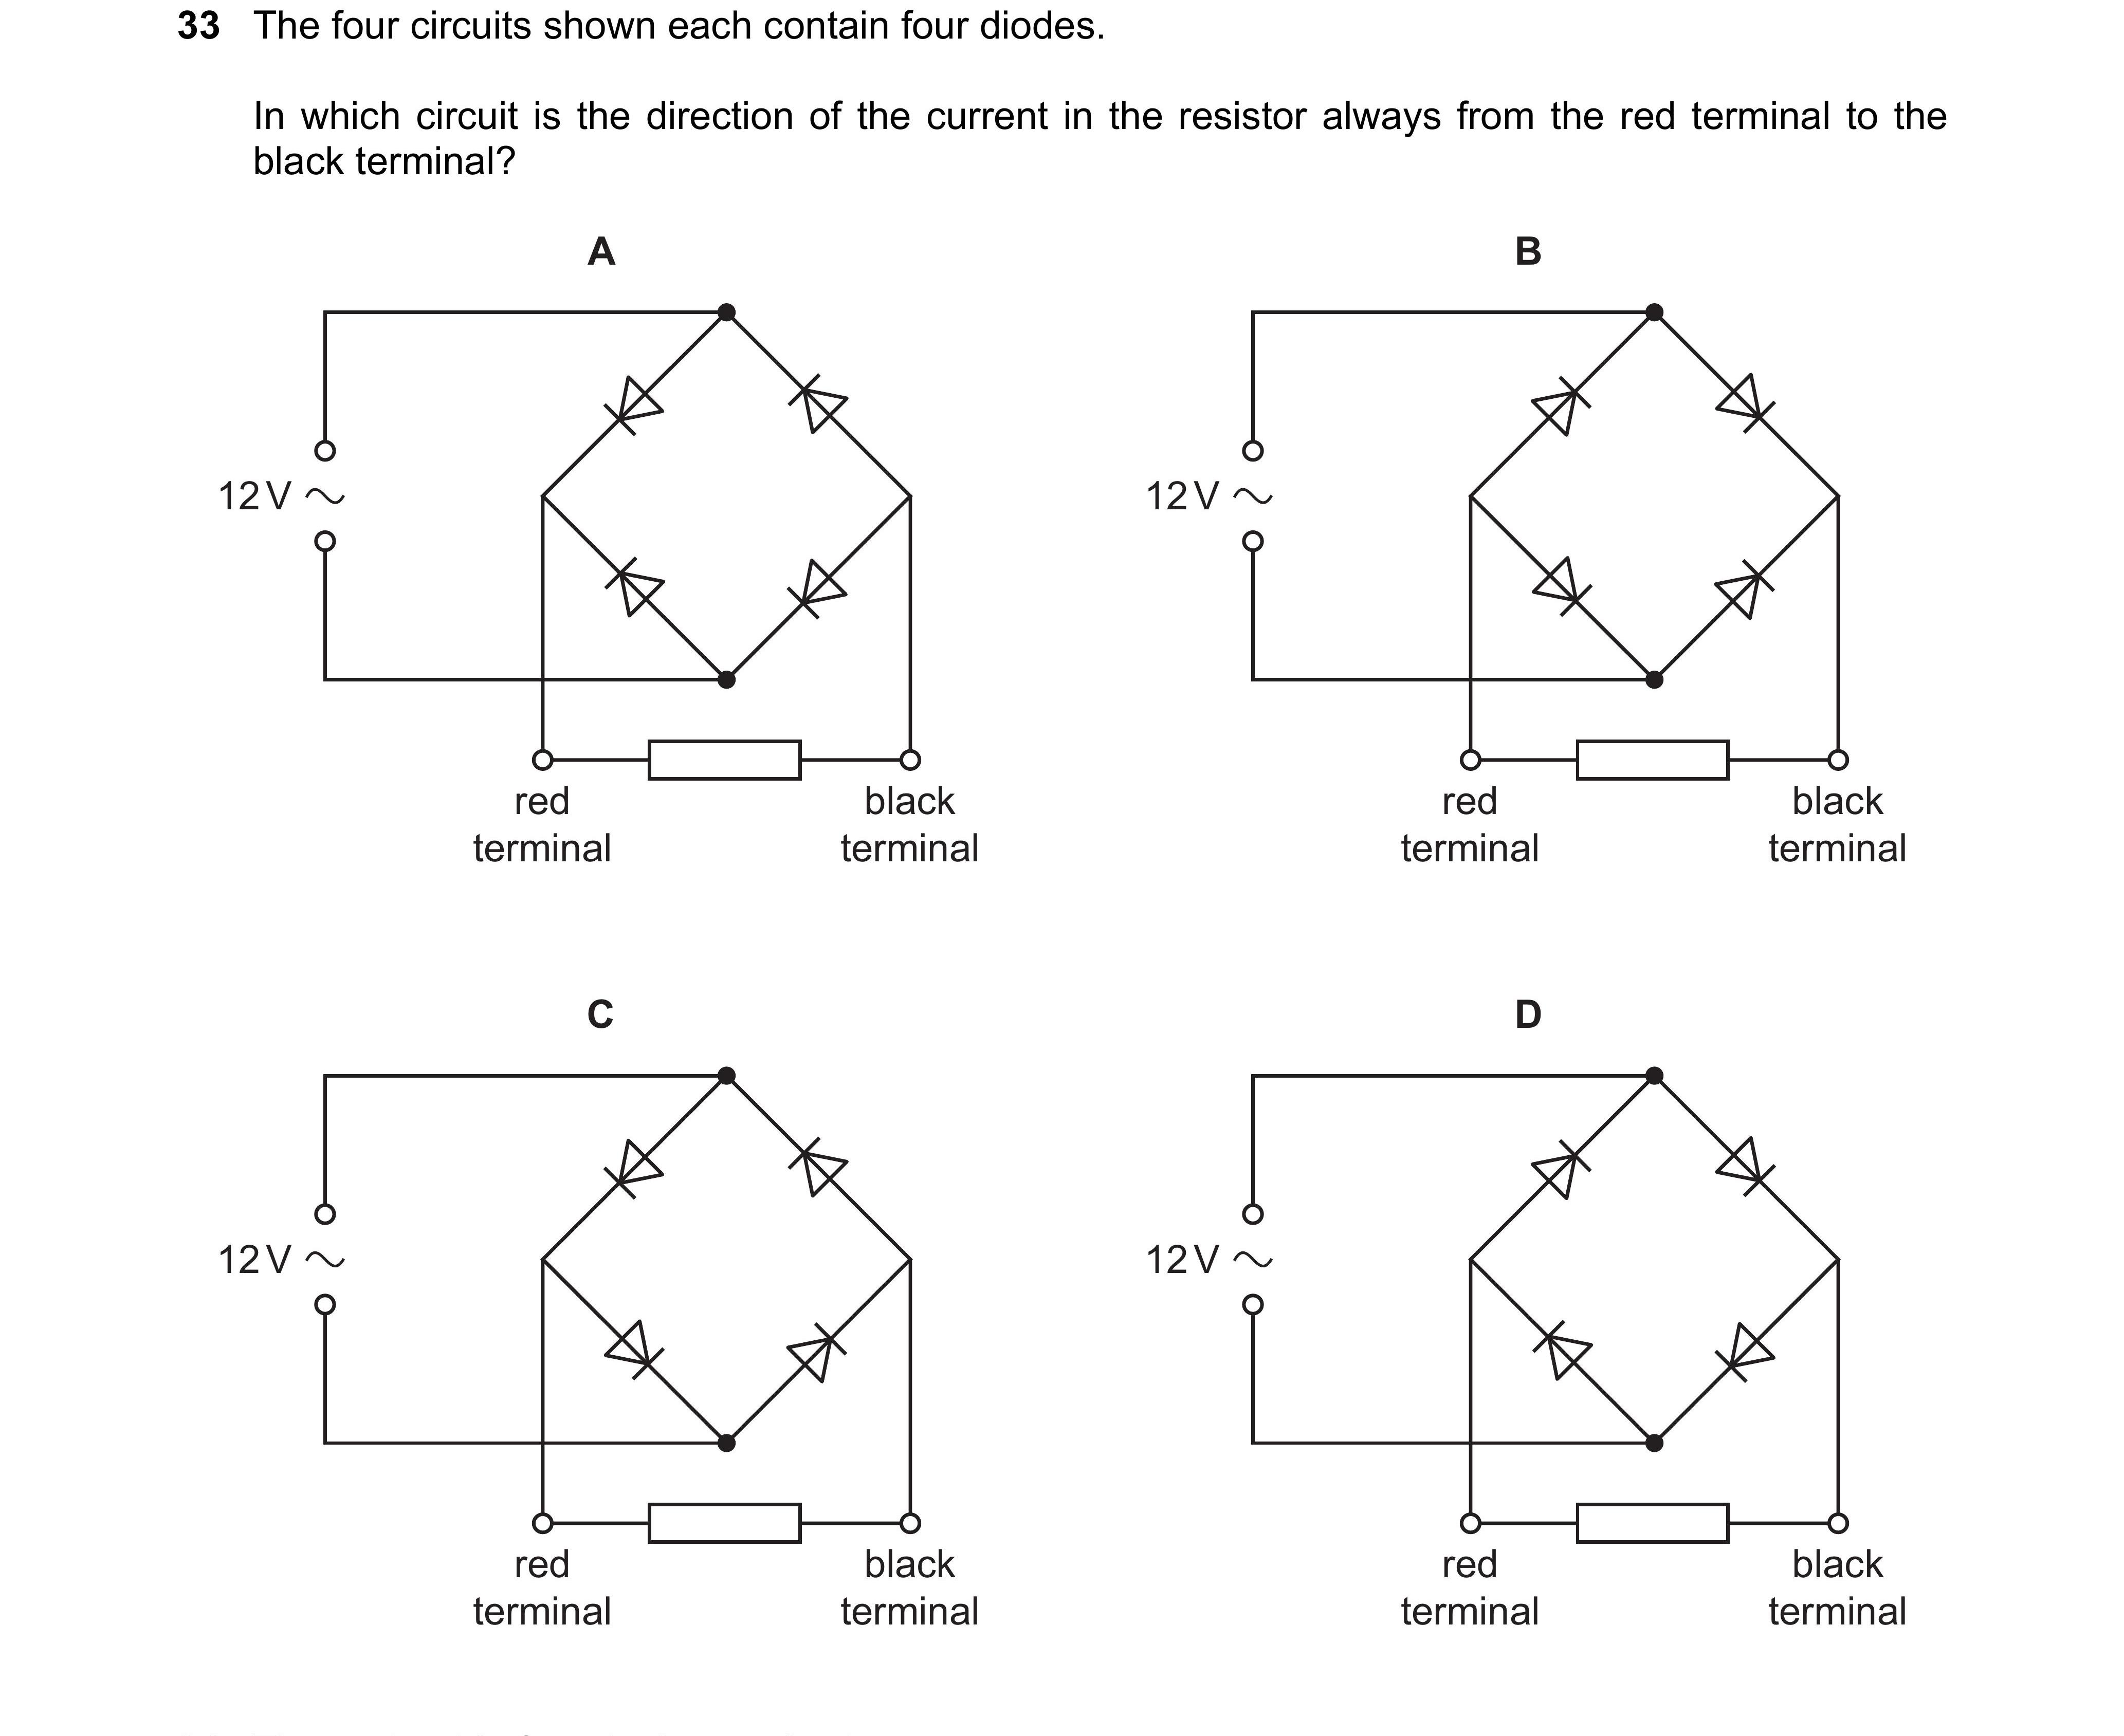 33 The four circuits shown each contain four diodes.
In which circuit is the direction of the current in the resistor always from the red terminal to the
black terminal?
A B
12 V 12 V
red terminal black terminal red terminal black terminal
C D
12 V 12 V
red terminal black terminal red terminal black terminal